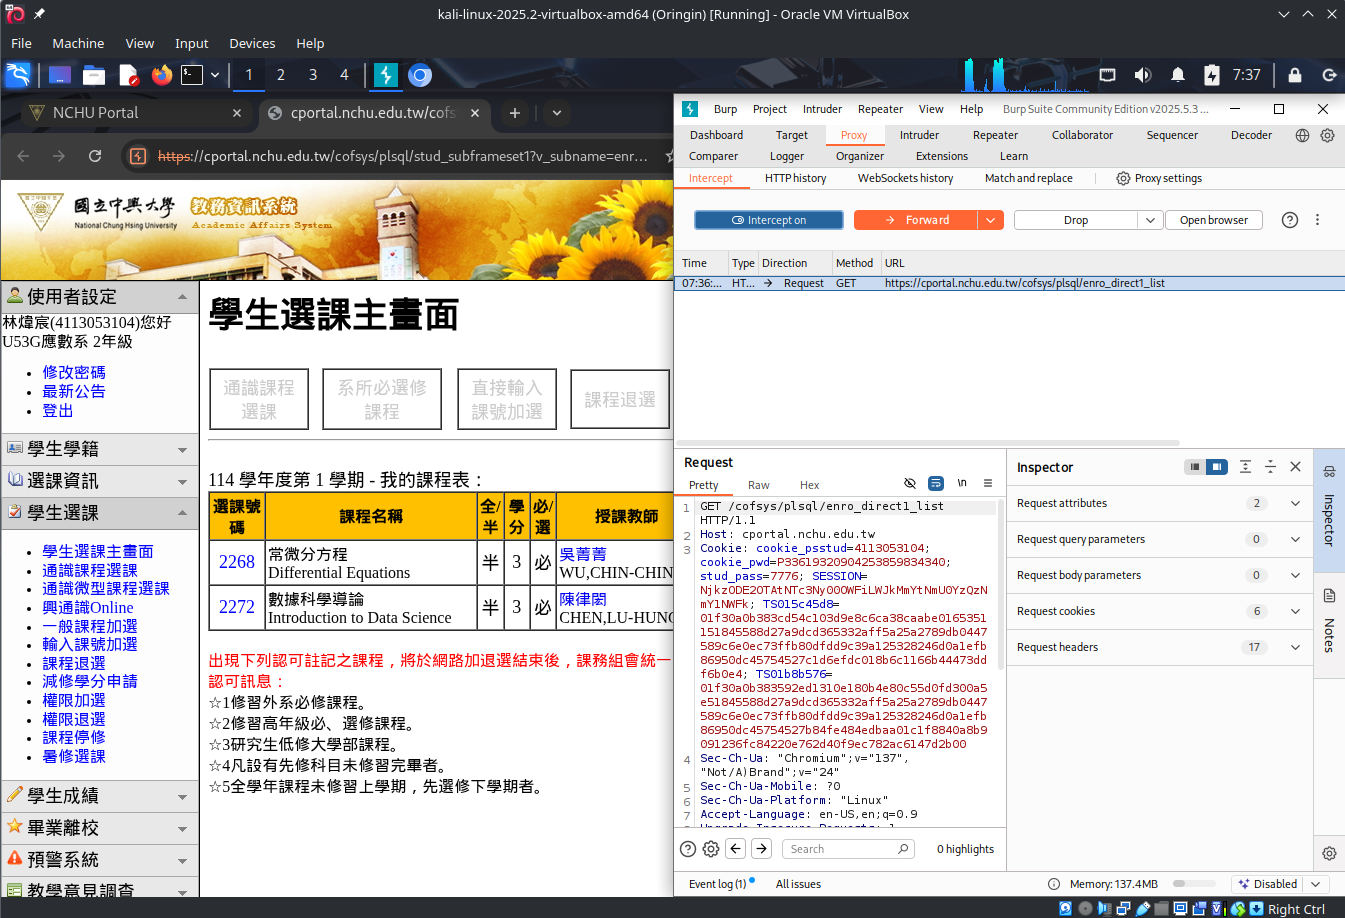 kali-linux-2025.2-virtualbox-amd64 (Oringin) [Running] - Oracle VM VirtualBox
File Machine View Input Devices Help
1 2 3 4 7:37
NCHU Portal
cportal.nchu.edu.tw/cofs
https://cportal.nchu.edu.tw/cofsys/plsql/stud_subframeset1?v_subname=enr...
國立中興大學 教務資訊系統
National Chung Hsing University Academic Affairs System
使用者設定
林煒宸(4113053104)您好
U53G應數系 2年級
修改密碼
最新公告
登出
學生學籍
選課資訊
學生選課
學生選課主畫面
通識課程選課
通識微型課程選課
興通識Online
一般課程加選
輸入課號加選
課程退選
減修學分申請
權限加選
權限退選
課程停修
暑修選課
學生成績
畢業離校
預警系統
教學意見調查
學生選課主畫面
通識課程選課
系所必選修課程
直接輸入課號加選
課程退選
114 學年度第 1 學期 - 我的課程表：
選課號碼 課程名稱 全/半 學分 必/選 授課教師
2268 常微分方程 半 3 必 吳菁菁
Differential Equations WU,CHIN-CHIN
2272 數據科學導論 半 3 必 陳律閎
Introduction to Data Science CHEN,LU-HUNG
出現下列認可註記之課程，將於網路加退選結束後，課務組會統一
認可訊息：
☆1修習外系必修課程。
☆2修習高年級必、選修課程。
☆3研究生低修大學部課程。
☆4凡設有先修科目未修習完畢者。
☆5全學年課程未修習上學期，先選修下學期者。
Burp Project Intruder Repeater View Help Burp Suite Community Edition v2025.5.3 ...
Dashboard Target Proxy Intruder Repeater Collaborator Sequencer Decoder
Comparer Logger Organizer Extensions Learn
Intercept HTTP history WebSockets history Match and replace Proxy settings
Intercept on Forward Drop Open browser
Time Type Direction Method URL
07:36:... HT... Request GET https://cportal.nchu.edu.tw/cofsys/plsql/enro_direct1_list
Request
Pretty Raw Hex \n
1 GET /cofsys/plsql/enro_direct1_list
HTTP/1.1
2 Host: cportal.nchu.edu.tw
3 Cookie: cookie_psstud=4113053104;
cookie_pwd=P33619320904253859834340;
stud_pass=7776; SESSION=
NjkzODE2OTAtNTc3Ny00OWFiLWJkMmYtNmU0YzQzN
mY1NWFk; TS015c45d8=
01f30a0b383cd54c103d9e8c6ca38caabe0165351
151845588d27a9dcd365332aff5a25a2789db0447
589c6e0ec73ffb80dfdd9c39a125328246d0a1efb
86950dc45754527c1d6efdc018b6c1166b44473dd
f6b0e4; TS01b8b576=
01f30a0b383592ed1310e180b4e80c55d0fd300a5
e51845588d27a9dcd365332aff5a25a2789db0447
589c6e0ec73ffb80dfdd9c39a125328246d0a1efb
86950dc45754527b84fe484edbaa01c1f8840a8b9
091236fc84220e762d40f9ec782ac6147d2b00
4 Sec-Ch-Ua: "Chromium";v="137",
"Not/A)Brand";v="24"
5 Sec-Ch-Ua-Mobile: ?0
6 Sec-Ch-Ua-Platform: "Linux"
7 Accept-Language: en-US,en;q=0.9
Upgrade-Insecure-Requests: 1
Search 0 highlights
Inspector
Request attributes 2
Request query parameters 0
Request body parameters 0
Request cookies 6
Request headers 17
Inspector
Notes
Event log (1) All issues Memory: 137.4MB Disabled
Right Ctrl